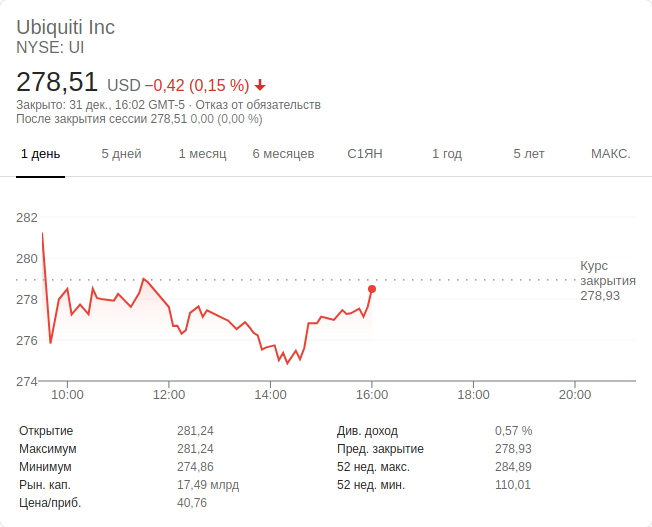 Ubiquiti Inc
NYSE: UI
278,51 USD −0,42 (0,15 %)
Закрыто: 31 дек., 16:02 GMT-5 · Отказ от обязательств
После закрытия сессии 278,51 0,00 (0,00 %)
1 день 5 дней 1 месяц 6 месяцев С1ЯН 1 год 5 лет МАКС.
282
280
278
276
274
Курс
закрытия
278,93
10:00 12:00 14:00 16:00 18:00 20:00
Открытие 281,24 Див. доход 0,57 %
Максимум 281,24 Пред. закрытие 278,93
Минимум 274,86 52 нед. макс. 284,89
Рын. кап. 17,49 млрд 52 нед. мин. 110,01
Цена/приб. 40,76